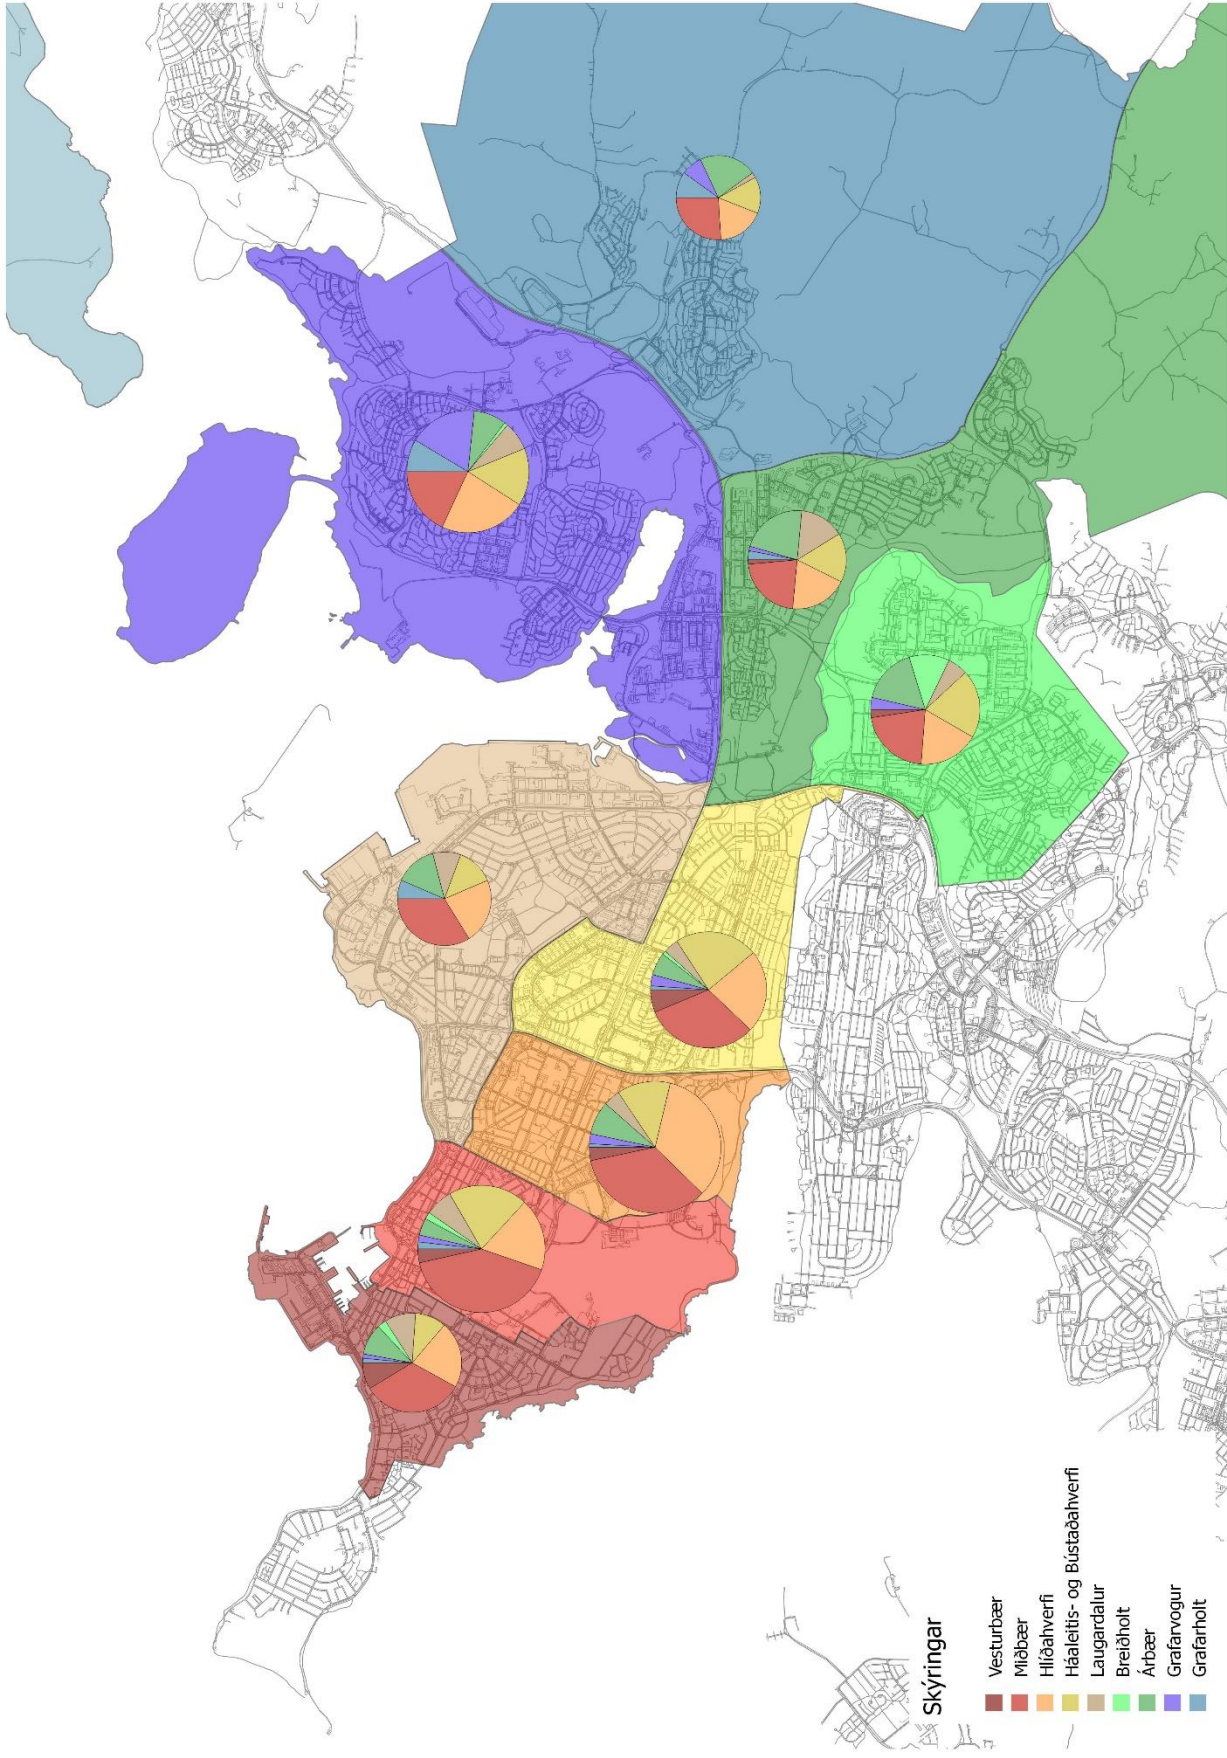 Skýringar
Vesturbær
Miðbær
Hlíðahverfi
Háaleitis- og Bústaðahverfi
Laugardalur
Breiðholt
Árbær
Grafarvogur
Grafarholt